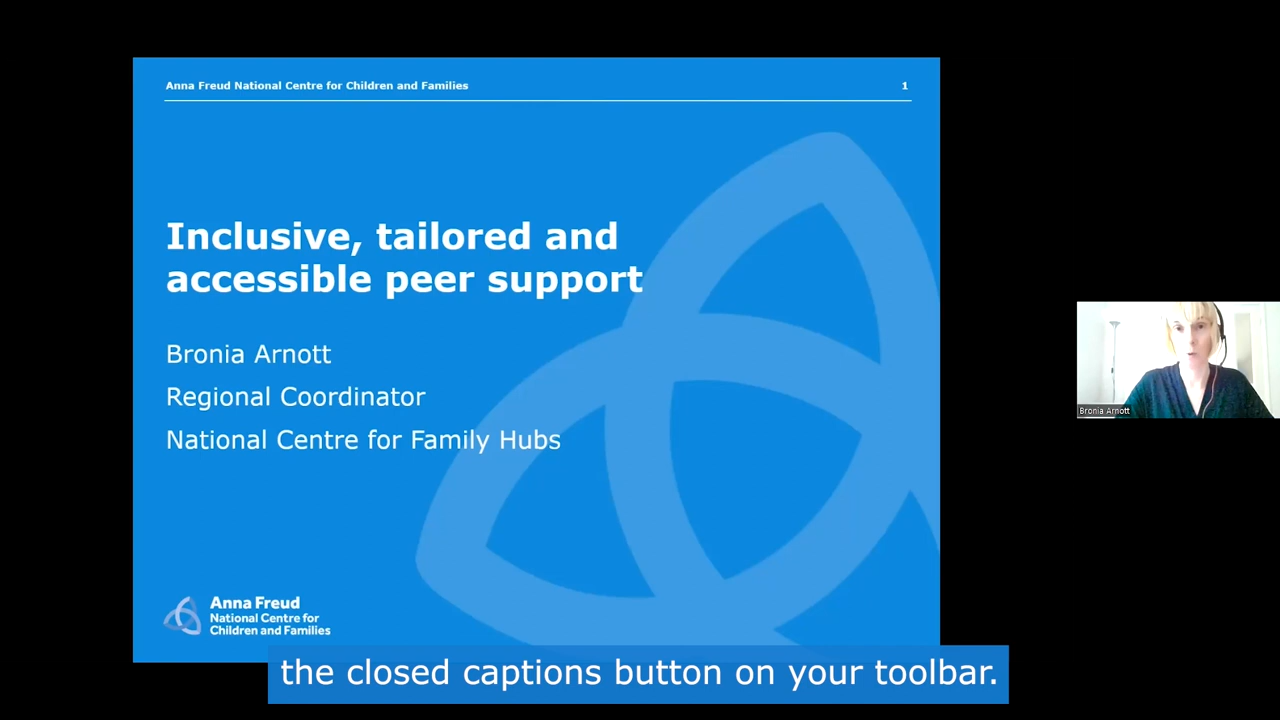 Anna Freud National Centre for Children and Families 1
Inclusive, tailored and
accessible peer support
Bronia Arnott
Regional Coordinator
National Centre for Family Hubs
Bronia Arnott
Anna Freud
National Centre for
Children and Families
the closed captions button on your toolbar.